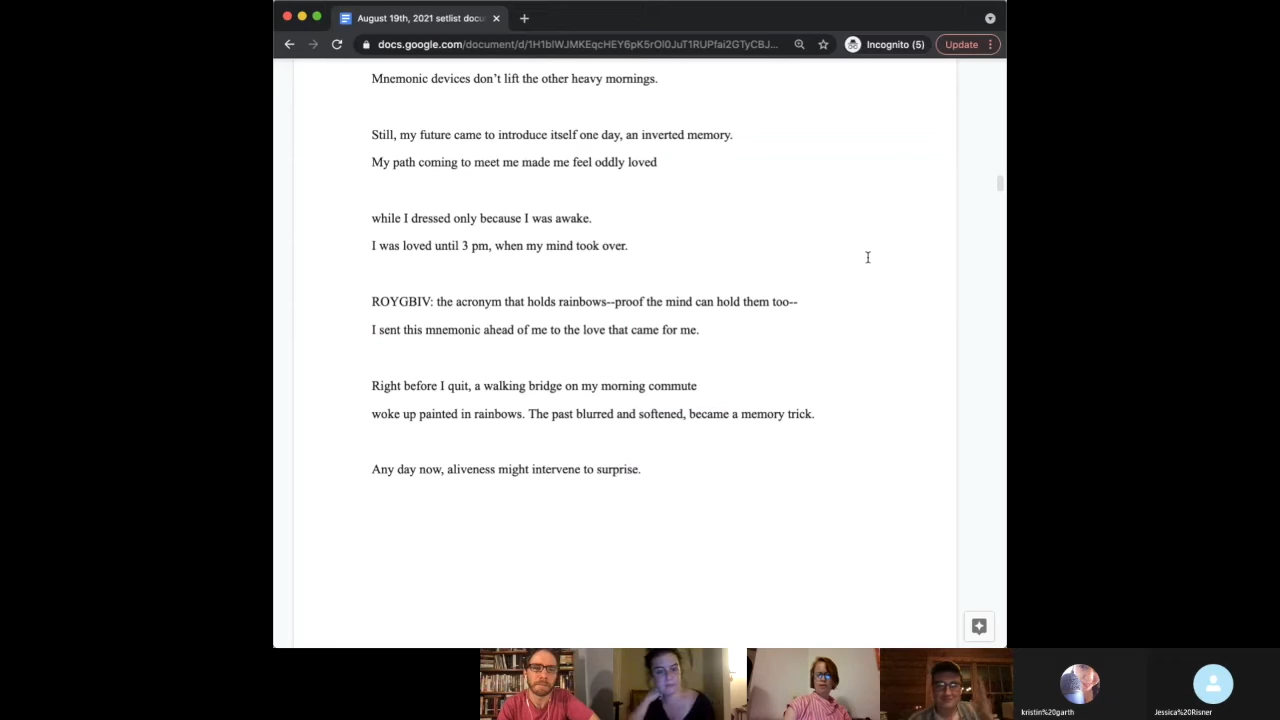 August 19th, 2021 setlist docu
docs.google.com/document/d/1H1blWJMKEqcHEY6pK5rOl0JuT1RUPfai2GTyCBJ...
Incognito (5)
Update
Mnemonic devices don’t lift the other heavy mornings.
Still, my future came to introduce itself one day, an inverted memory.
My path coming to meet me made me feel oddly loved
while I dressed only because I was awake.
I was loved until 3 pm, when my mind took over.
ROYGBIV: the acronym that holds rainbows--proof the mind can hold them too--
I sent this mnemonic ahead of me to the love that came for me.
Right before I quit, a walking bridge on my morning commute
woke up painted in rainbows. The past blurred and softened, became a memory trick.
Any day now, aliveness might intervene to surprise.
kristin%20garth
Jessica%20Risner